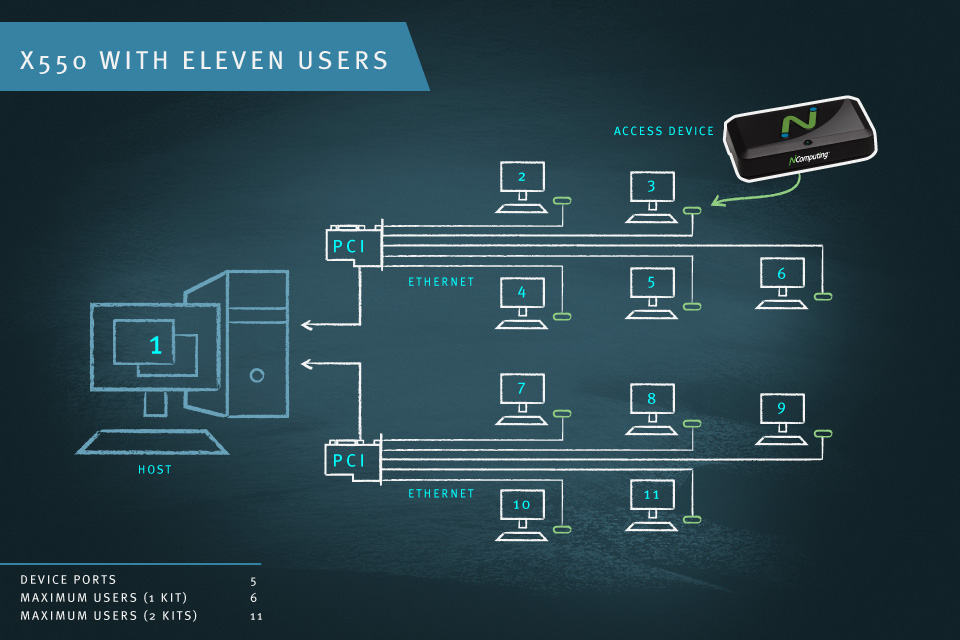 X550 WITH ELEVEN USERS
ACCESS DEVICE
N
NComputing
2
3
PCI
ETHERNET
4
5
6
1
HOST
7
8
9
PCI
ETHERNET
10
11
DEVICE PORTS 5
MAXIMUM USERS (1 KIT) 6
MAXIMUM USERS (2 KITS) 11